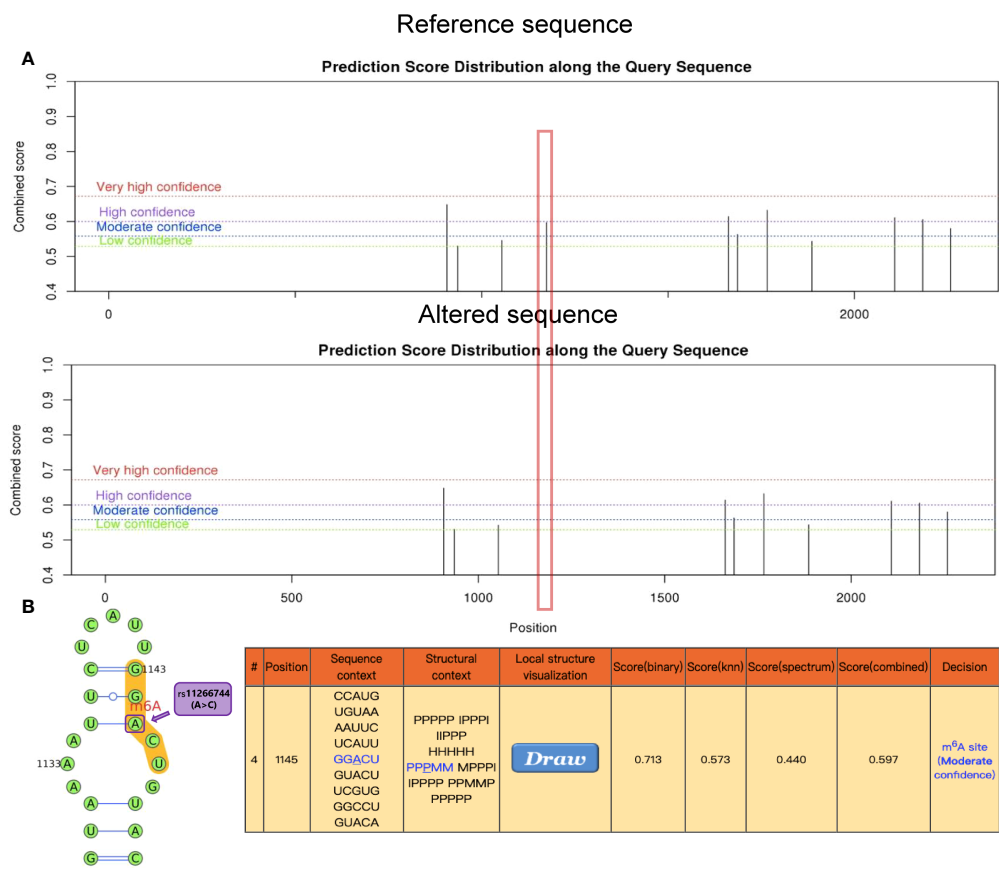 Reference sequence
A
Prediction Score Distribution along the Query Sequence
Combined score
1.0
0.9
0.8
0.7
0.6
0.5
0.4
Very high confidence
High confidence
Moderate confidence
Low confidence
0 2000
Altered sequence
Prediction Score Distribution along the Query Sequence
Combined score
1.0
0.9
0.8
0.7
0.6
0.5
0.4
Very high confidence
High confidence
Moderate confidence
Low confidence
0 500 1000 1500 2000
Position
B
A
C U
U U
C G 1143
U G
m6A
U A
rs11266744
(A>C)
A C
1133 A U
A G
A U
U A
G C
# Position Sequence context Structural context Local structure visualization Score(binary) Score(knn) Score(spectrum) Score(combined) Decision
4 1145
CCAUG
UGUAA
AAUUC
UCAUU
GGACU
GUACU
UCGUG
GGCCU
GUACA
PPPPP IPPPI
IIPPP
HHHHH
PPPMM MPPPI
IPPPP PPMMP
PPPPP
Draw
0.713 0.573 0.440 0.597
m6A site
(Moderate
confidence)